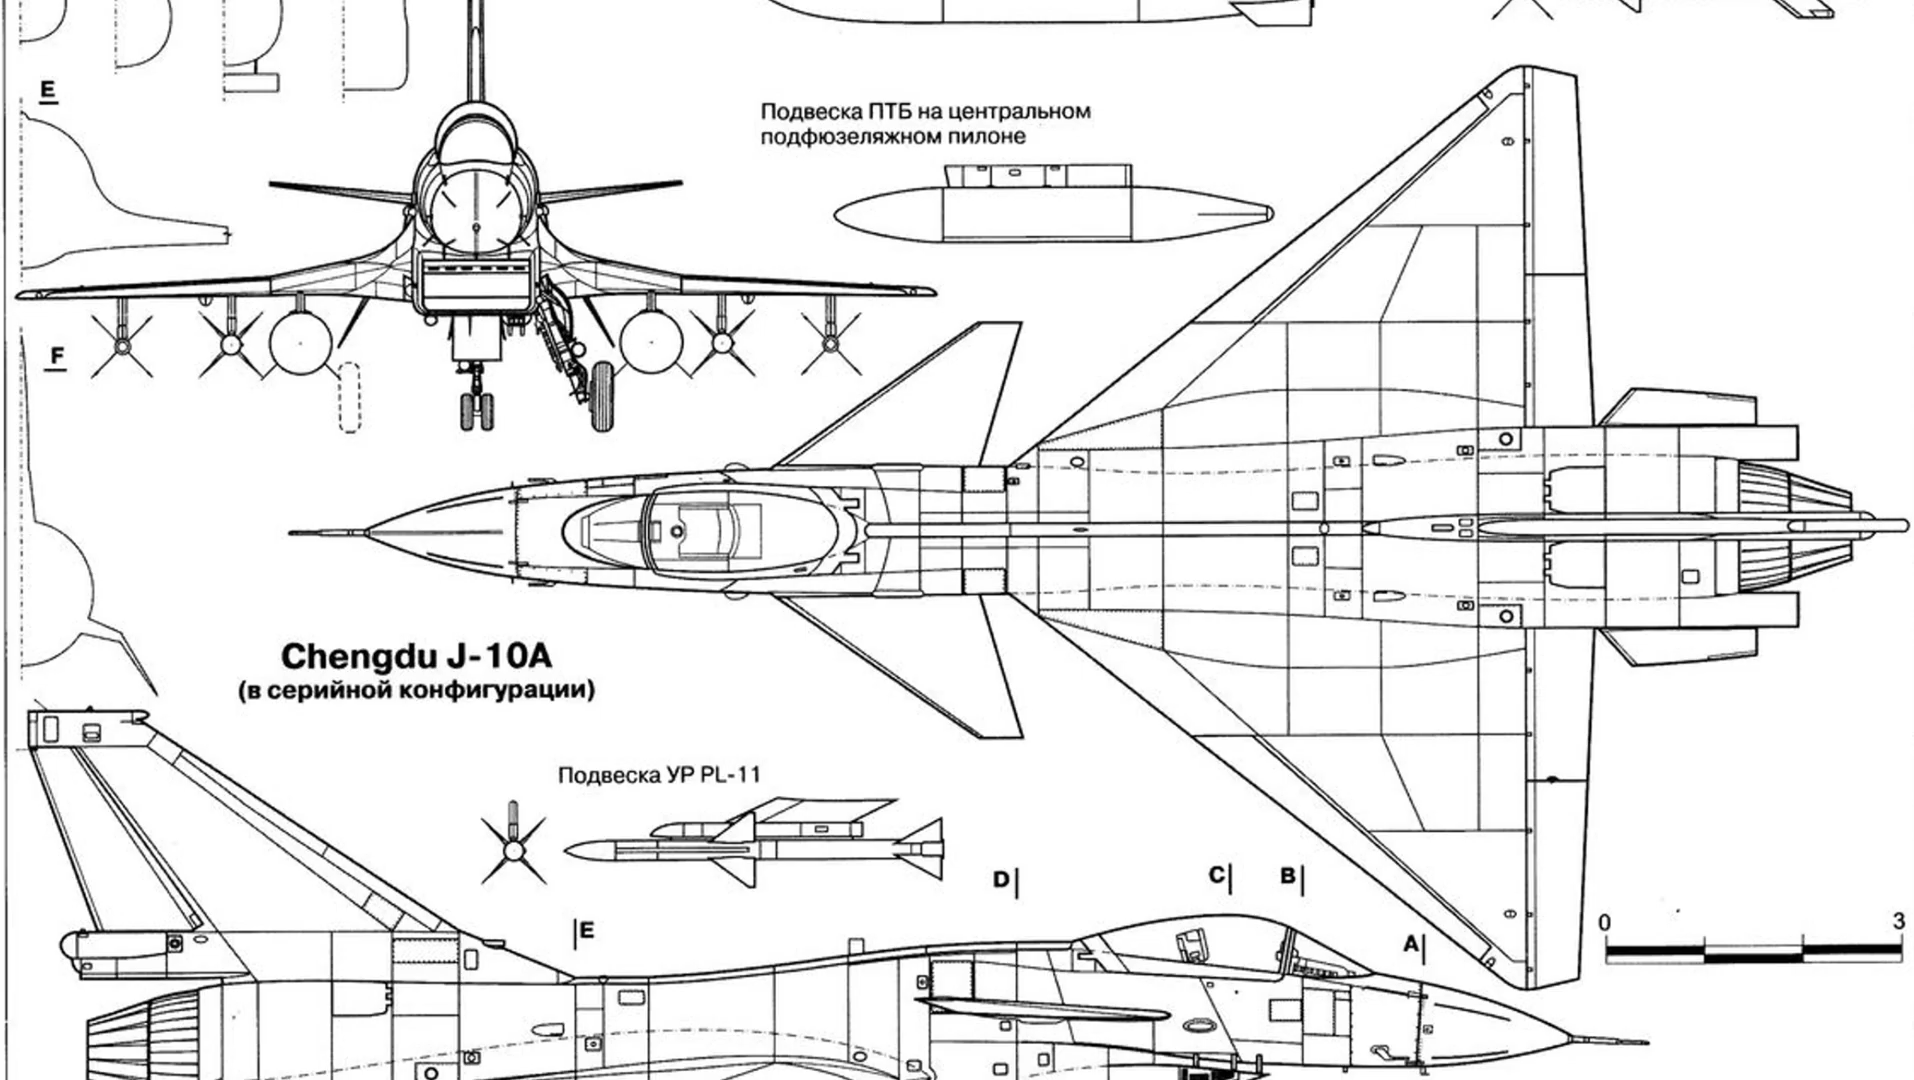 E
Подвеска ПТБ на центральном
подфюзеляжном пилоне
F
Chengdu J-10A
(в серийной конфигурации)
Подвеска УР PL-11
D
C
B
E
A
0
3